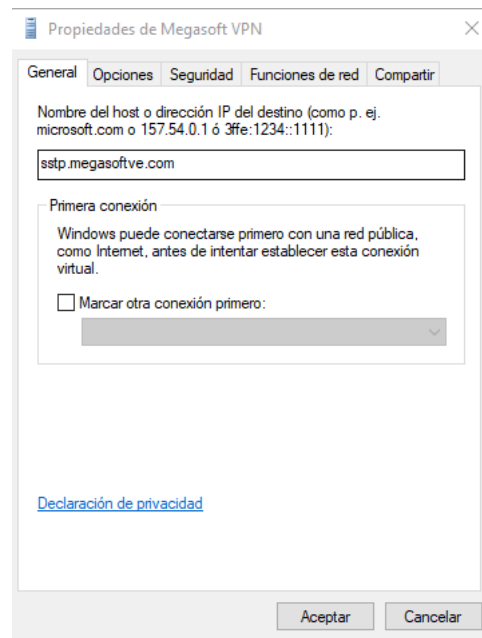 Propiedades de Megasoft VPN
General Opciones Seguridad Funciones de red Compartir
Nombre del host o dirección IP del destino (como p. ej.
microsoft.com o 157.54.0.1 ó 3ffe:1234::1111):
sstp.megasoftve.com
Primera conexión
Windows puede conectarse primero con una red pública,
como Internet, antes de intentar establecer esta conexión
virtual.
Marcar otra conexión primero:
Declaración de privacidad
Aceptar Cancelar